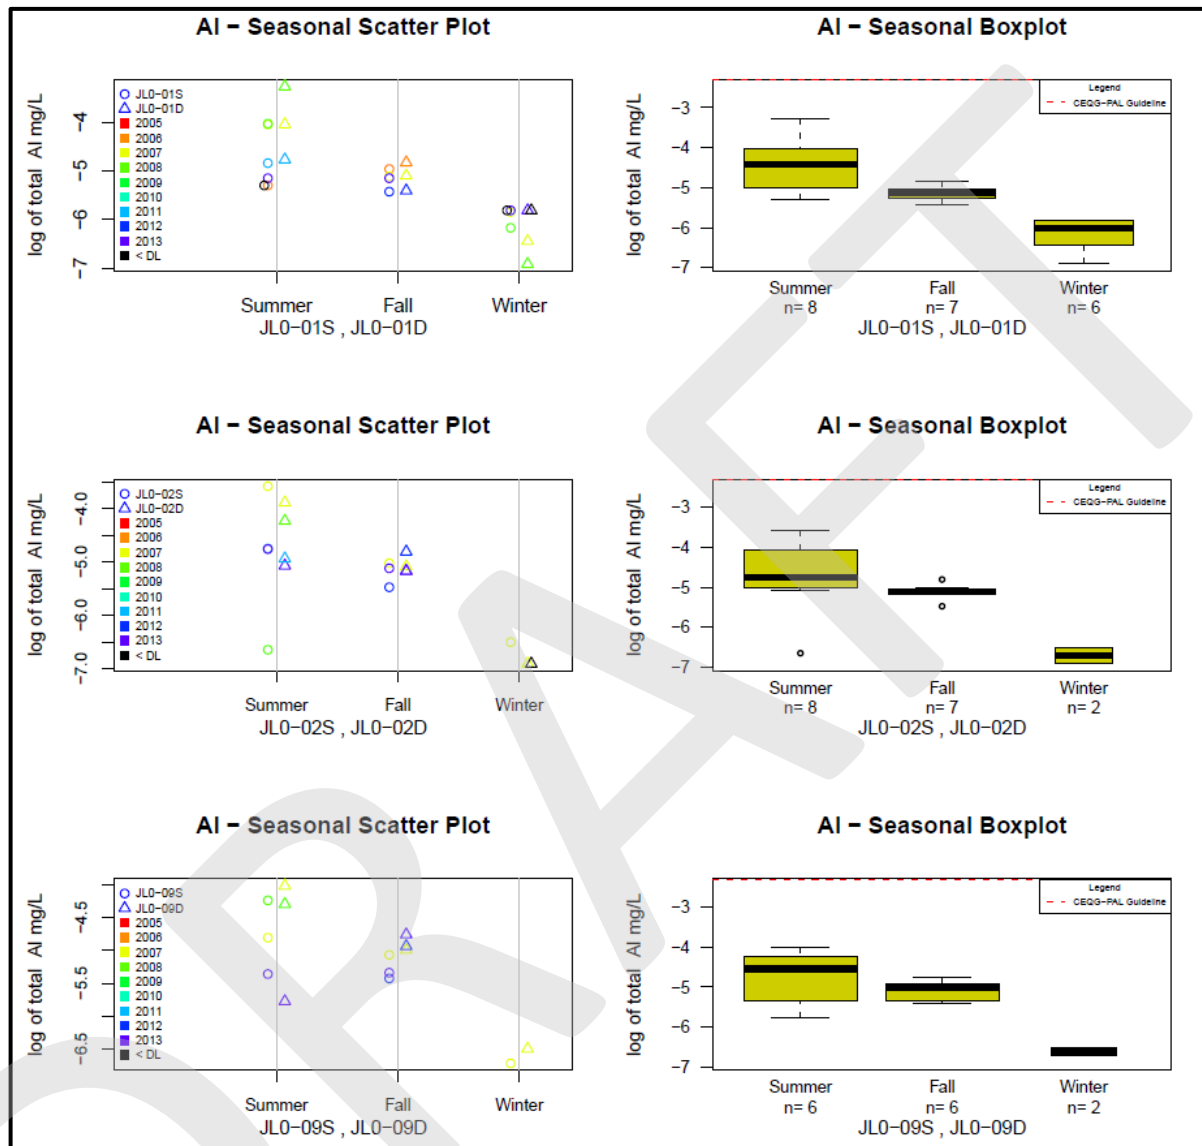 Al − Seasonal Scatter Plot
log of total Al mg/L
−4
−5
−6
−7
JL0−01S
JL0−01D
2005
2006
2007
2008
2009
2010
2011
2012
2013
< DL
Summer
Fall
Winter
JL0−01S , JL0−01D
Al − Seasonal Boxplot
log of total Al mg/L
−3
−4
−5
−6
−7
Legend
CEQG−PAL Guideline
Summer
Fall
Winter
n= 8
n= 7
n= 6
JL0−01S , JL0−01D
Al − Seasonal Scatter Plot
log of total Al mg/L
−4.0
−5.0
−6.0
−7.0
JL0−02S
JL0−02D
2005
2006
2007
2008
2009
2010
2011
2012
2013
< DL
Summer
Fall
Winter
JL0−02S , JL0−02D
Al − Seasonal Boxplot
log of total Al mg/L
−3
−4
−5
−6
−7
Legend
CEQG−PAL Guideline
Summer
Fall
Winter
n= 8
n= 7
n= 2
JL0−02S , JL0−02D
Al − Seasonal Scatter Plot
log of total Al mg/L
−4.5
−5.5
−6.5
JL0−09S
JL0−09D
2005
2006
2007
2008
2009
2010
2011
2012
2013
< DL
Summer
Fall
Winter
JL0−09S , JL0−09D
Al − Seasonal Boxplot
log of total Al mg/L
−3
−4
−5
−6
−7
Legend
CEQG−PAL Guideline
Summer
Fall
Winter
n= 6
n= 6
n= 2
JL0−09S , JL0−09D
DRAFT